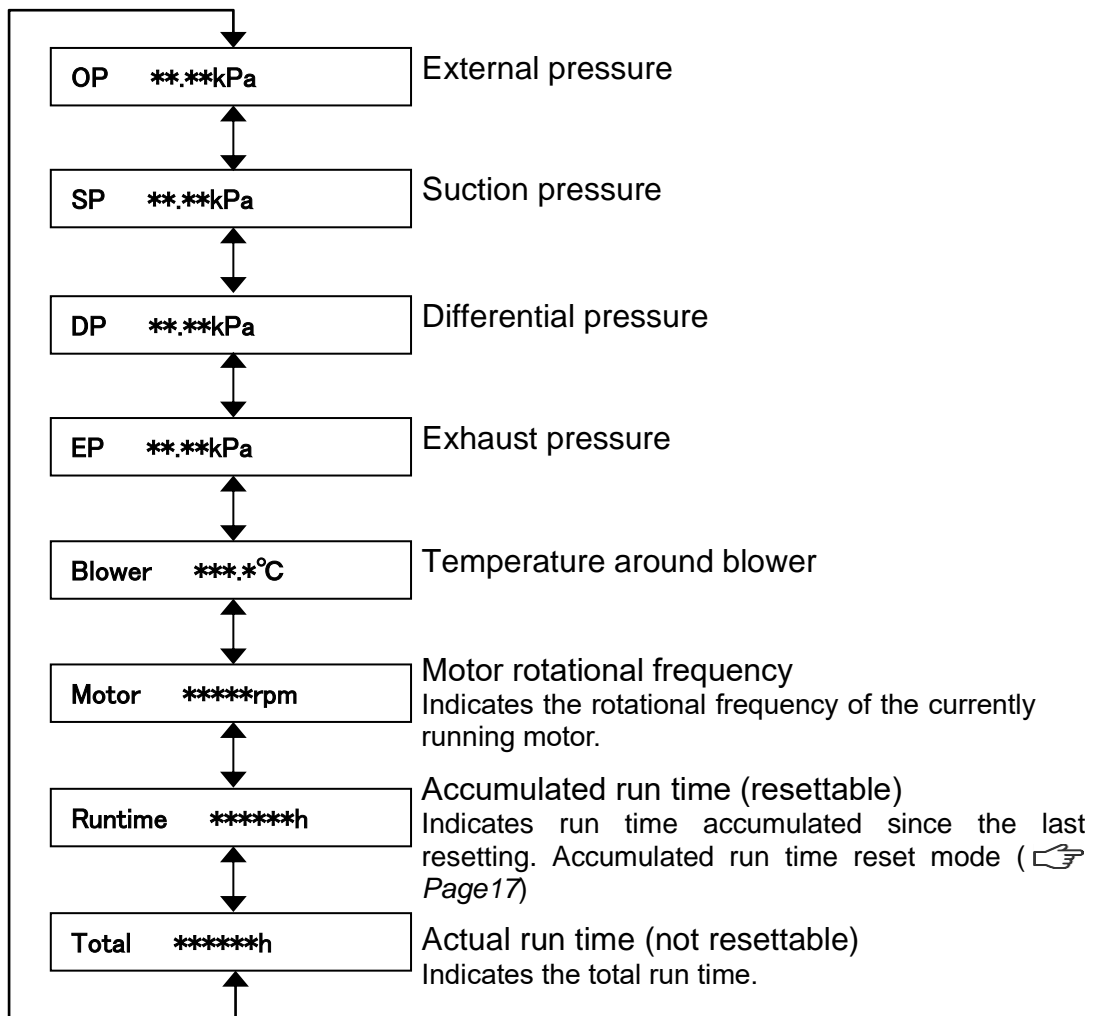 OP **.**kPa
External pressure
SP **.**kPa
Suction pressure
DP **.**kPa
Differential pressure
EP **.**kPa
Exhaust pressure
Blower ***.*℃
Temperature around blower
Motor *****rpm
Motor rotational frequency
Indicates the rotational frequency of the currently
running motor.
Runtime ******h
Accumulated run time (resettable)
Indicates run time accumulated since the last
resetting. Accumulated run time reset mode (☞
Page17)
Total ******h
Actual run time (not resettable)
Indicates the total run time.